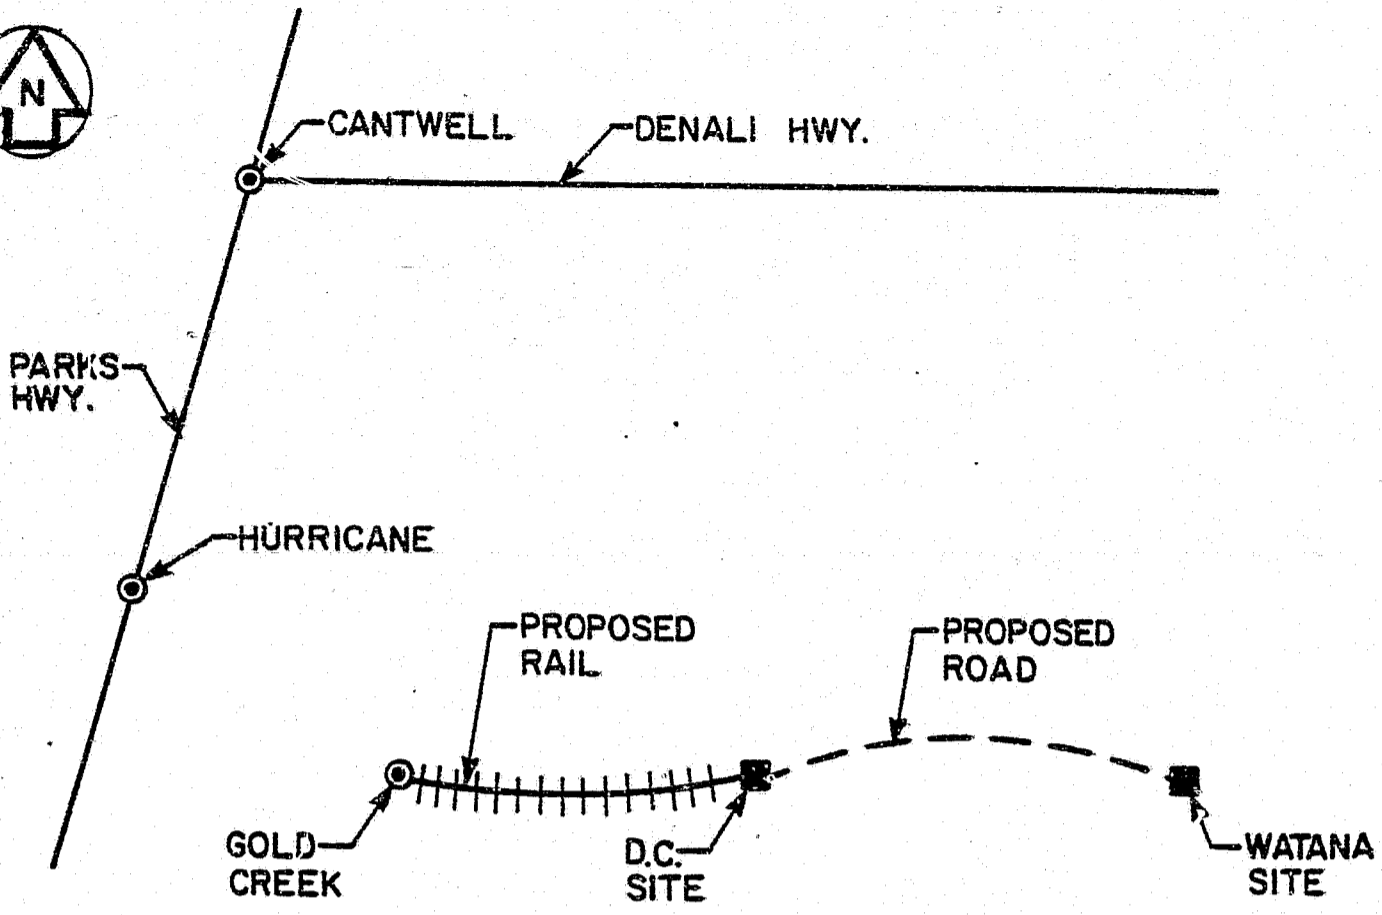 N
CANTWELL
DENALI HWY.
PARKS
HWY.
HURRICANE
PROPOSED
RAIL
PROPOSED
ROAD
GOLD
CREEK
D.C.
SITE
WATANA
SITE